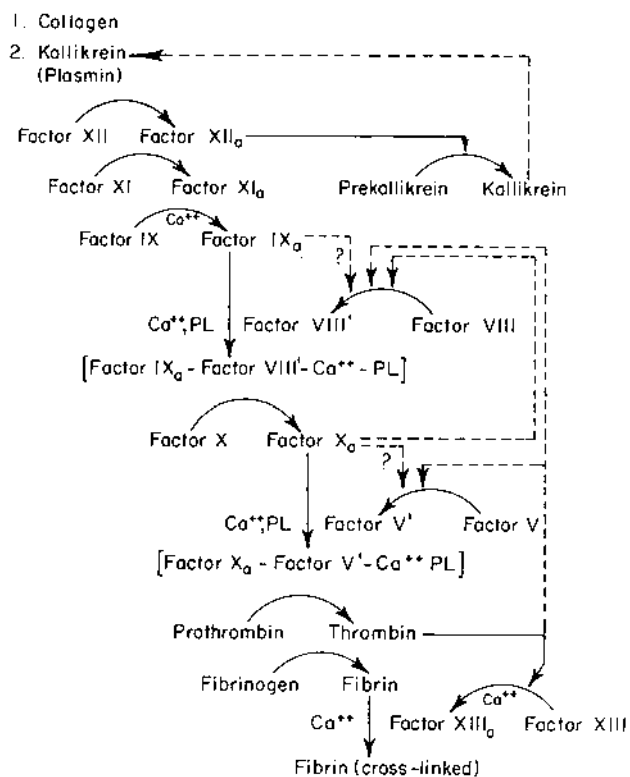 1. Collagen
2. Kallikrein
(Plasmin)
Factor XII Factor XIIₐ
Factor XI Factor XIₐ Prekallikrein Kallikrein
Ca⁺⁺
Factor IX Factor IXₐ
?
Ca⁺⁺,PL Factor VIII' Factor VIII
[Factor IXₐ - Factor VIII' - Ca⁺⁺ - PL]
Factor X Factor Xₐ
?
Ca⁺⁺,PL Factor V' Factor V
[Factor Xₐ - Factor V' - Ca⁺⁺ PL]
Prothrombin Thrombin
Fibrinogen Fibrin
Ca⁺⁺
Ca⁺⁺ Factor XIIIₐ Factor XIII
Fibrin (cross-linked)